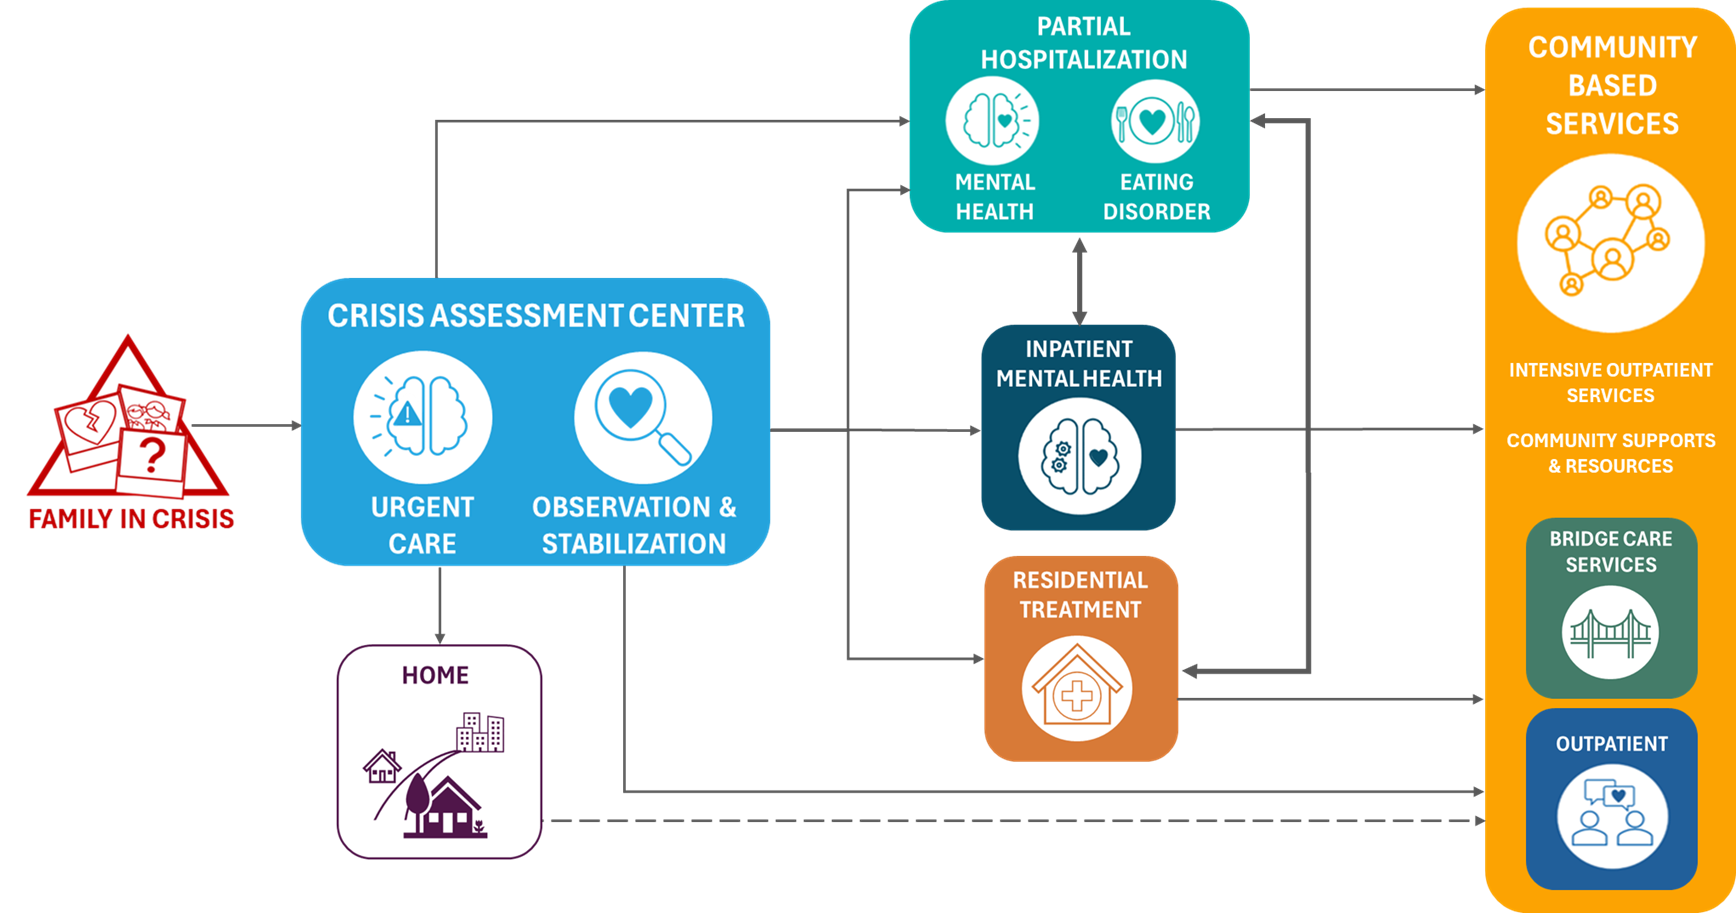 FAMILY IN CRISIS
CRISIS ASSESSMENT CENTER
URGENT
CARE
OBSERVATION &
STABILIZATION
HOME
PARTIAL
HOSPITALIZATION
MENTAL
HEALTH
EATING
DISORDER
INPATIENT
MENTAL HEALTH
RESIDENTIAL
TREATMENT
COMMUNITY
BASED
SERVICES
INTENSIVE OUTPATIENT
SERVICES
COMMUNITY SUPPORTS
& RESOURCES
BRIDGE CARE
SERVICES
OUTPATIENT